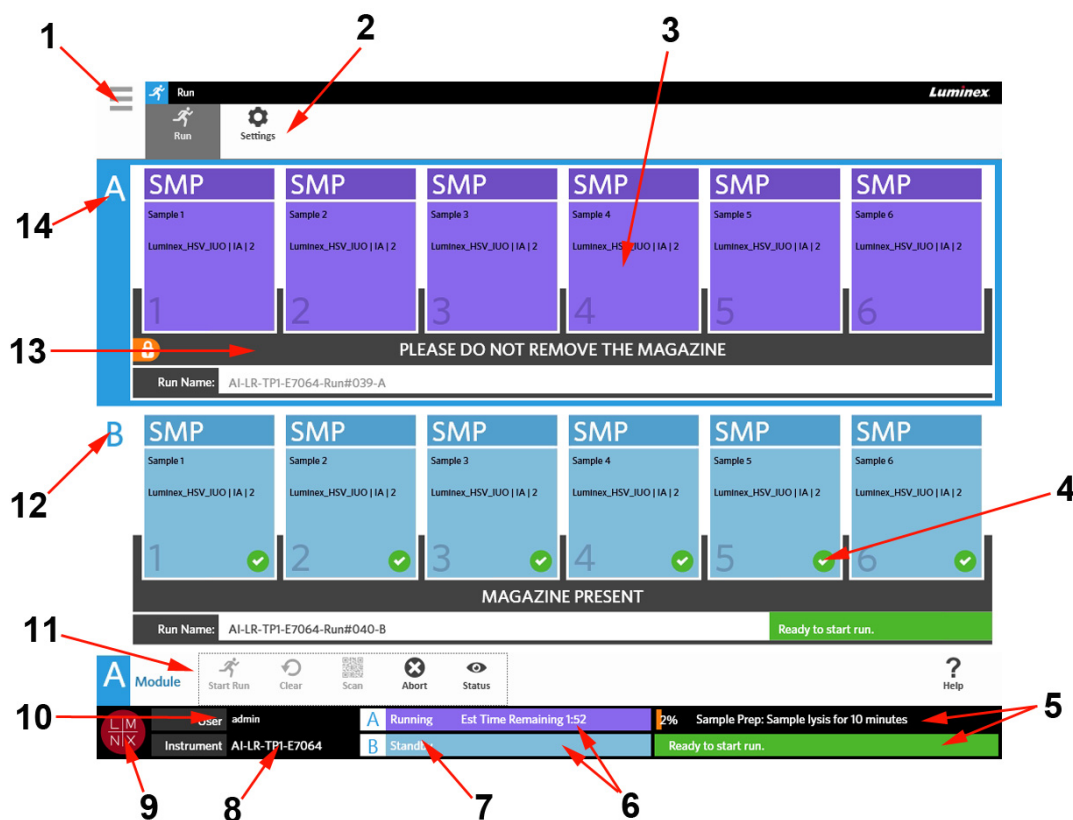 1
2
3
Run
Luminex
Run
Settings
A
SMP SMP SMP SMP SMP SMP
Sample 1 Sample 2 Sample 3 Sample 4 Sample 5 Sample 6
Luminex_HSV_IUO | IA | 2 Luminex_HSV_IUO | IA | 2 Luminex_HSV_IUO | IA | 2 Luminex_HSV_IUO | IA | 2 Luminex_HSV_IUO | IA | 2 Luminex_HSV_IUO | IA | 2
14
1 2 3 4 5 6
13
PLEASE DO NOT REMOVE THE MAGAZINE
Run Name: AI-LR-TP1-E7064-Run#039-A
B
SMP SMP SMP SMP SMP SMP
Sample 1 Sample 2 Sample 3 Sample 4 Sample 5 Sample 6
Luminex_HSV_IUO | IA | 2 Luminex_HSV_IUO | IA | 2 Luminex_HSV_IUO | IA | 2 Luminex_HSV_IUO | IA | 2 Luminex_HSV_IUO | IA | 2 Luminex_HSV_IUO | IA | 2
12
4
1 2 3 4 5 6
MAGAZINE PRESENT
Run Name: AI-LR-TP1-E7064-Run#040-B Ready to start run.
11
A Module
Start Run Clear Scan Abort Status
Help
10
User admin
A Running Est Time Remaining 1:52
2% Sample Prep: Sample lysis for 10 minutes
5
LM
NX
Instrument AI-LR-TP1-E7064
B Standby
Ready to start run.
9
8
7
6